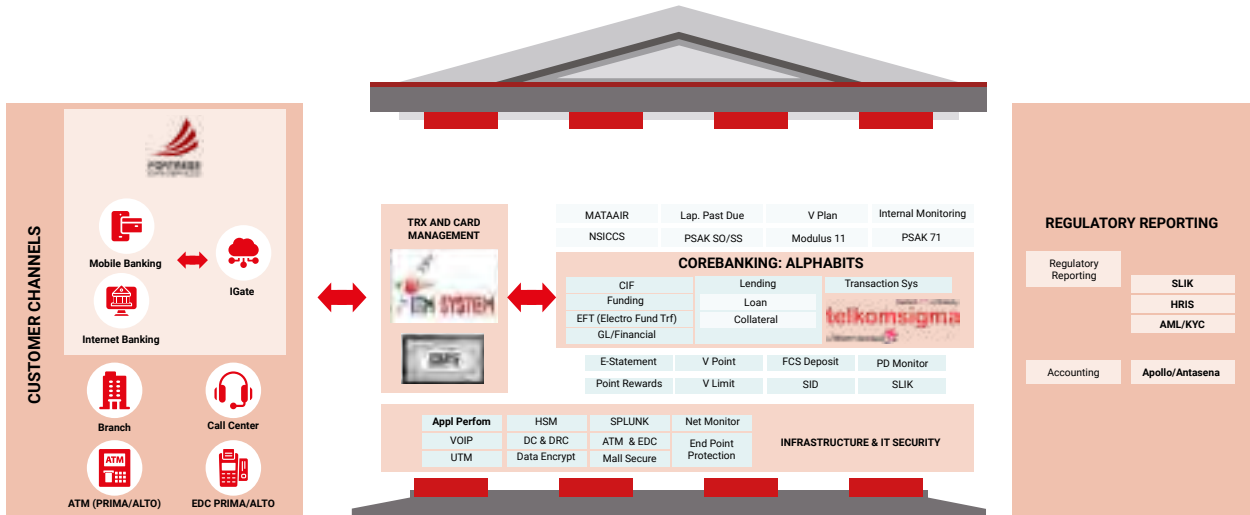 CUSTOMER CHANNELS
Mobile Banking
IGate
Internet Banking
Branch
Call Center
ATM
ATM (PRIMA/ALTO)
EDC PRIMA/ALTO
TRX AND CARD
MANAGEMENT
SYSTEM
MATAAIR
Lap. Past Due
V Plan
Internal Monitoring
NSICCS
PSAK SO/SS
Modulus 11
PSAK 71
COREBANKING: ALPHABITS
CIF
Funding
EFT (Electro Fund Trf)
GL/Financial
Lending
Loan
Collateral
Transaction Sys
telkomsigma
E-Statement
V Point
FCS Deposit
PD Monitor
Point Rewards
V Limit
SID
SLIK
Appl Perfom
HSM
SPLUNK
Net Monitor
VOIP
DC & DRC
ATM & EDC
End Point
Protection
UTM
Data Encrypt
Mall Secure
INFRASTRUCTURE & IT SECURITY
REGULATORY REPORTING
Regulatory
Reporting
SLIK
HRIS
AML/KYC
Accounting
Apollo/Antasena